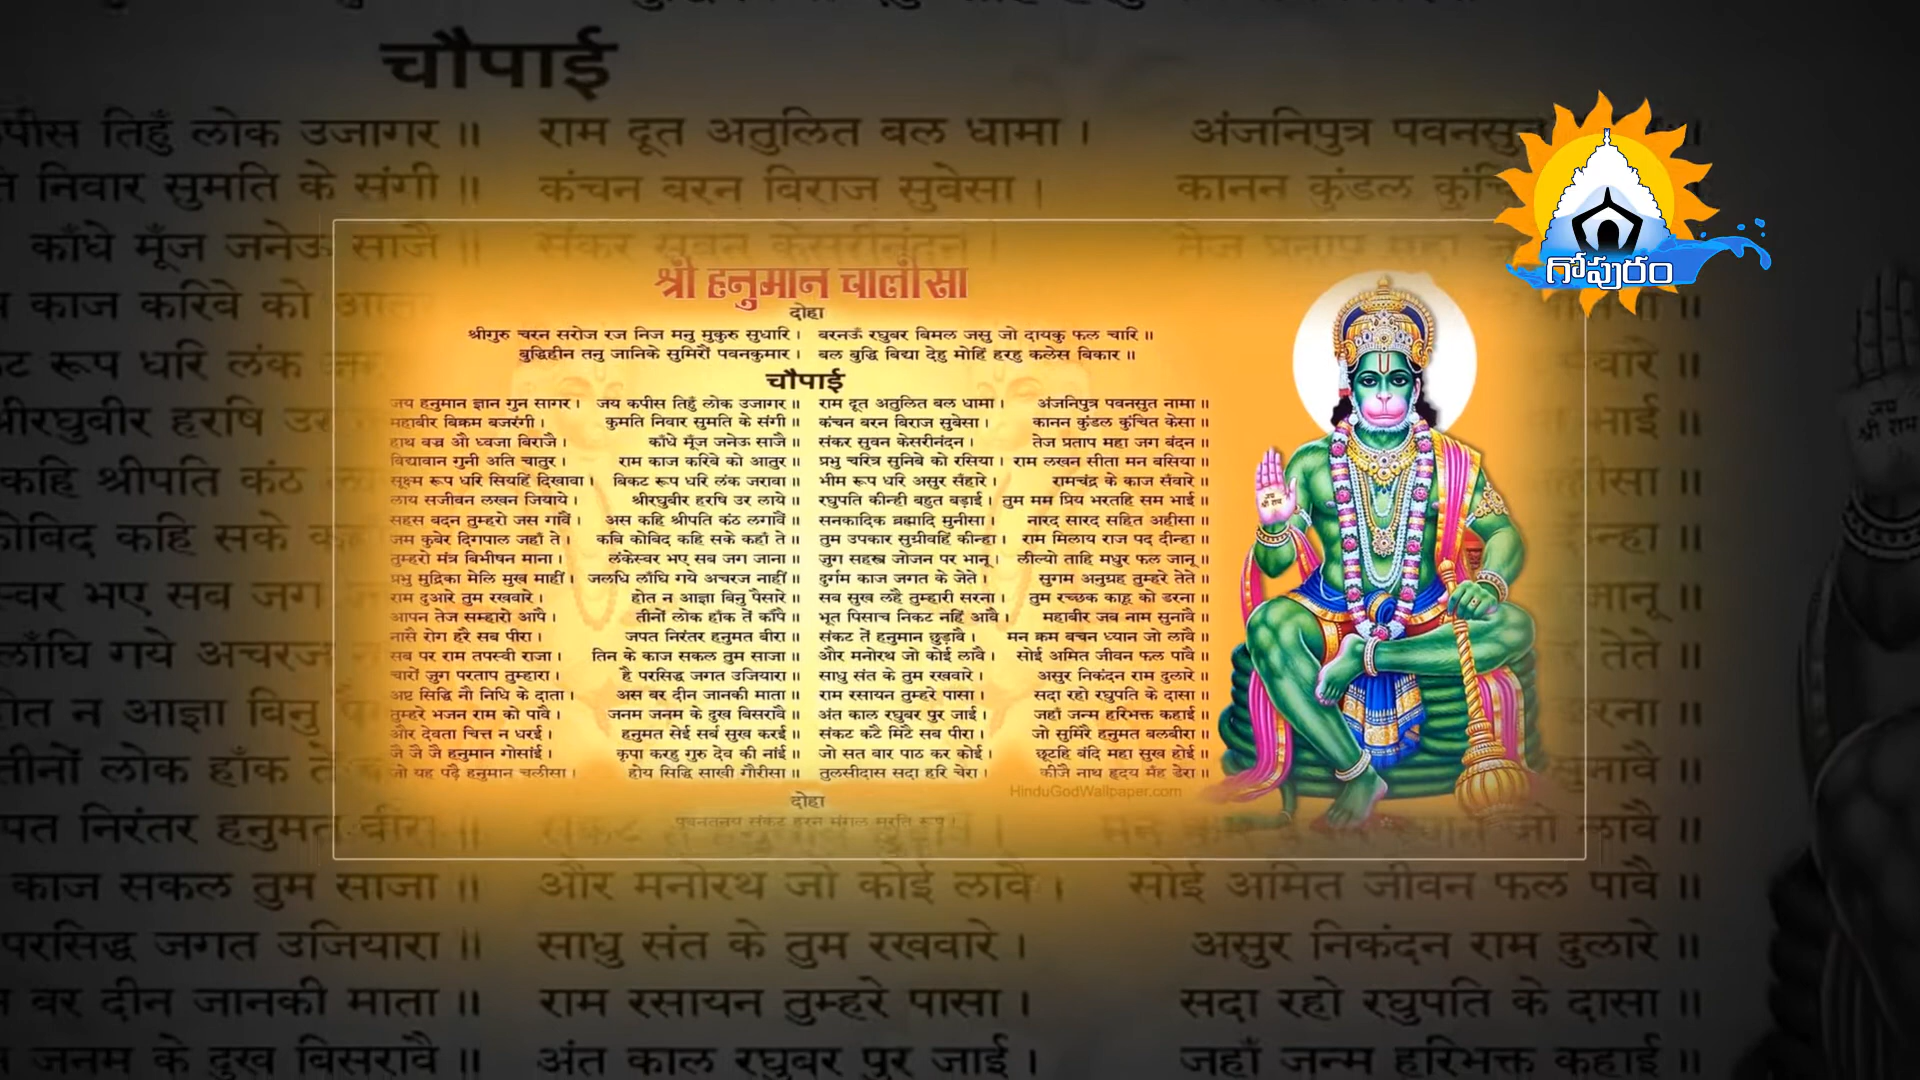 श्री हनुमान चालीसा
दोहा
श्रीगुरु चरन सरोज रज निज मनु मुकुरु सुधारि। बरनऊँ रघुबर बिमल जसु जो दायकु फल चारि॥
बुद्धिहीन तनु जानिके सुमिरौं पवनकुमार। बल बुद्धि बिद्या देहु मोहिं हरहु कलेस बिकार॥
चौपाई
जय हनुमान ज्ञान गुन सागर। जय कपीस तिहुँ लोक उजागर॥ राम दूत अतुलित बल धामा। अंजनिपुत्र पवनसुत नामा॥
महाबीर बिक्रम बजरंगी। कुमति निवार सुमति के संगी॥ कंचन बरन बिराज सुबेसा। कानन कुंडल कुंचित केसा॥
हाथ बज्र औ ध्वजा बिराजै। काँधे मूँज जनेऊ साजै॥ संकर सुवन केसरीनंदन। तेज प्रताप महा जग बंदन॥
विद्यावान गुनी अति चातुर। राम काज करिबे को आतुर॥ प्रभु चरित्र सुनिबे को रसिया। राम लखन सीता मन बसिया॥
सूक्ष्म रूप धरि सियहिं दिखावा। बिकट रूप धरि लंक जरावा॥ भीम रूप धरि असुर सँहारे। रामचंद्र के काज संवारे॥
लाय सजीवन लखन जियाये। श्रीरघुबीर हरषि उर लाये॥ रघुपति कीन्ही बहुत बड़ाई। तुम मम प्रिय भरतहि सम भाई॥
सहस बदन तुम्हरो जस गावैं। अस कहि श्रीपति कंठ लगावैं॥ सनकादिक ब्रह्मादि मुनीसा। नारद सारद सहित अहीसा॥
जम कुबेर दिगपाल जहाँ ते। कबि कोबिद कहि सके कहाँ ते॥ तुम उपकार सुग्रीवहिं कीन्हा। राम मिलाय राज पद दीन्हा॥
तुम्हरो मंत्र बिभीषन माना। लंकेस्वर भए सब जग जाना॥ जुग सहस्त्र जोजन पर भानू। लील्यो ताहि मधुर फल जानू॥
प्रभु मुद्रिका मेलि मुख माहीं। जलधि लाँघि गये अचरज नाहीं॥ दुर्गम काज जगत के जेते। सुगम अनुग्रह तुम्हरे तेते॥
राम दुआरे तुम रखवारे। होत न आज्ञा बिनु पैसारे॥ सब सुख लहै तुम्हारी सरना। तुम रच्छक काहू को डरना॥
आपन तेज सम्हारो आपै। तीनों लोक हाँक तें काँपै॥ भूत पिसाच निकट नहिं आवै। महाबीर जब नाम सुनावै॥
नासै रोग हरै सब पीरा। जपत निरंतर हनुमत बीरा॥ संकट तें हनुमान छुड़ावै। मन क्रम बचन ध्यान जो लावै॥
सब पर राम तपस्वी राजा। तिन के काज सकल तुम साजा॥ और मनोरथ जो कोई लावै। सोई अमित जीवन फल पावै॥
चारों जुग परताप तुम्हारा। है परसिद्ध जगत उजियारा॥ साधु संत के तुम रखवारे। असुर निकंदन राम दुलारे॥
अष्ट सिद्धि नौ निधि के दाता। अस बर दीन जानकी माता॥ राम रसायन तुम्हरे पासा। सदा रहो रघुपति के दासा॥
तुम्हरे भजन राम को पावै। जनम जनम के दुख बिसरावै॥ अंत काल रघुबर पुर जाई। जहाँ जन्म हरिभक्त कहाई॥
और देवता चित्त न धरई। हनुमत सेई सर्ब सुख करई॥ संकट कटै मिटै सब पीरा। जो सुमिरै हनुमत बलबीरा॥
जै जै जै हनुमान गोसाईं। कृपा करहु गुरु देव की नांईं॥ जो सत बार पाठ कर कोई। छूटहि बंदि महा सुख होई॥
जो यह पढ़ै हनुमान चलीसा। होय सिद्धि साखी गौरीसा॥ तुलसीदास सदा हरि चेरा। कीजै नाथ हृदय मँह डेरा॥
HinduGodWallpaper.com
दोहा
पवनतनय संकट हरन मंगल मूरति रूप।
जय
श्री राम
गोపురం
चौपाई
कपीस तिहुँ लोक उजागर॥ राम दूत अतुलित बल धामा। अंजनिपुत्र पवनसुत
निवार सुमति के संगी॥ कंचन बरन बिराज सुबेसा। कानन कुंडल
काँधे मूँज जनेऊ साजै॥
काज करिबे को
रूप धरि लंक
श्रीरघुबीर हरषि उर
कहि श्रीपति कंठ
कोबिद कहि सके
भए सब जग
लाँघि गये अचरज
न आज्ञा बिनु
तीनों लोक हाँक
निरंतर हनुमत बीरा
काज सकल तुम साजा॥ और मनोरथ जो कोई लावै। सोई अमित जीवन फल पावै॥
परसिद्ध जगत उजियारा॥ साधु संत के तुम रखवारे। असुर निकंदन राम दुलारे॥
बर दीन जानकी माता॥ राम रसायन तुम्हरे पासा। सदा रहो रघुपति के दासा॥
जनम के दुख बिसरावै॥ अंत काल रघुबर पुर जाई। जहाँ जन्म हरिभक्त कहाई॥